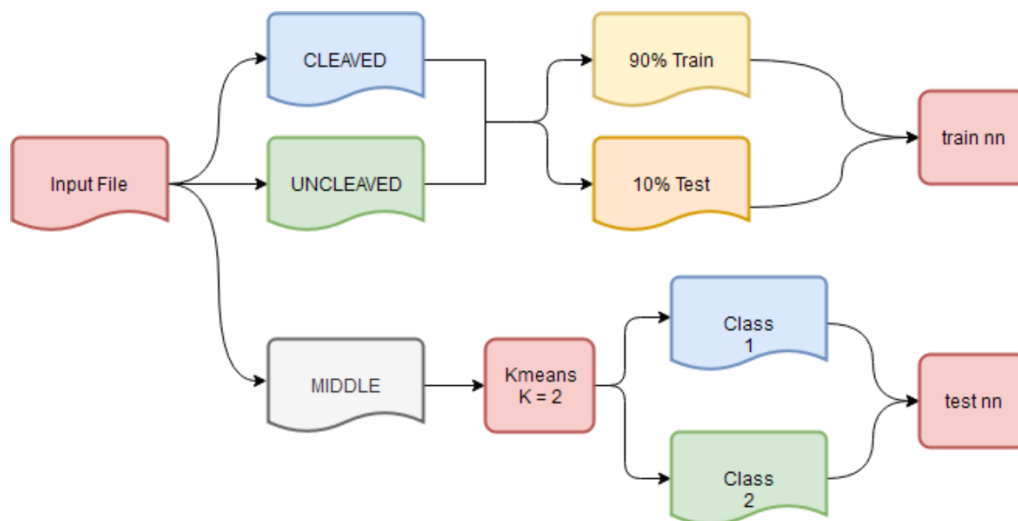 CLEAVED
90% Train
train nn
Input File
UNCLEAVED
10% Test
MIDDLE
Kmeans
K = 2
Class
1
test nn
Class
2